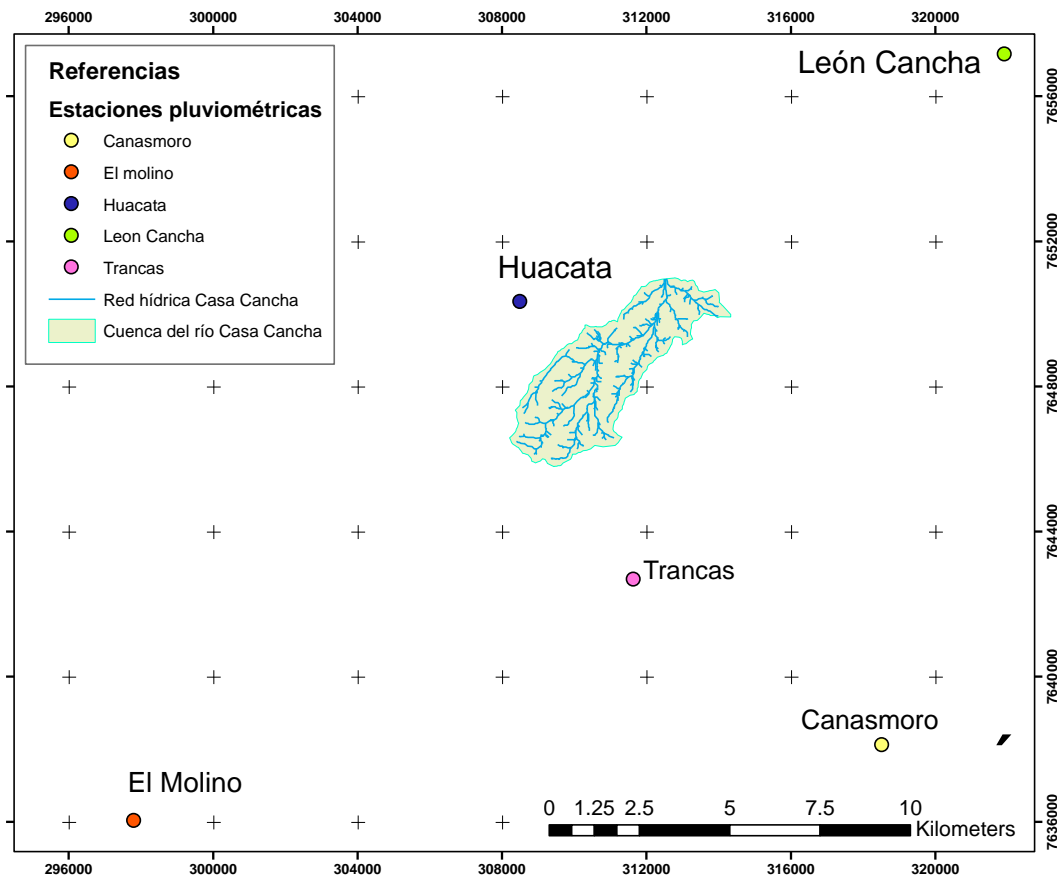 296000 300000 304000 308000 312000 316000 320000
Referencias
Estaciones pluviométricas
Canasmoro
El molino
Huacata
Leon Cancha
Trancas
Red hídrica Casa Cancha
Cuenca del río Casa Cancha
León Cancha
Huacata
Trancas
Canasmoro
El Molino
0 1.25 2.5 5 7.5 10
Kilometers
7656000
7652000
7648000
7644000
7640000
7636000
296000 300000 304000 308000 312000 316000 320000